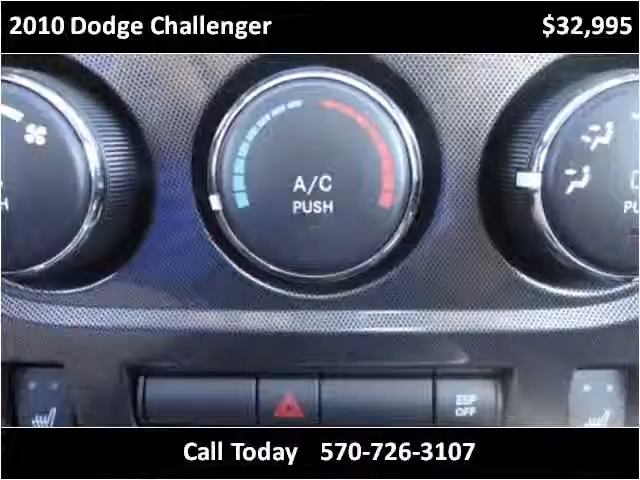 2010 Dodge Challenger $32,995
A/C
PUSH
ESP
OFF
Call Today 570-726-3107